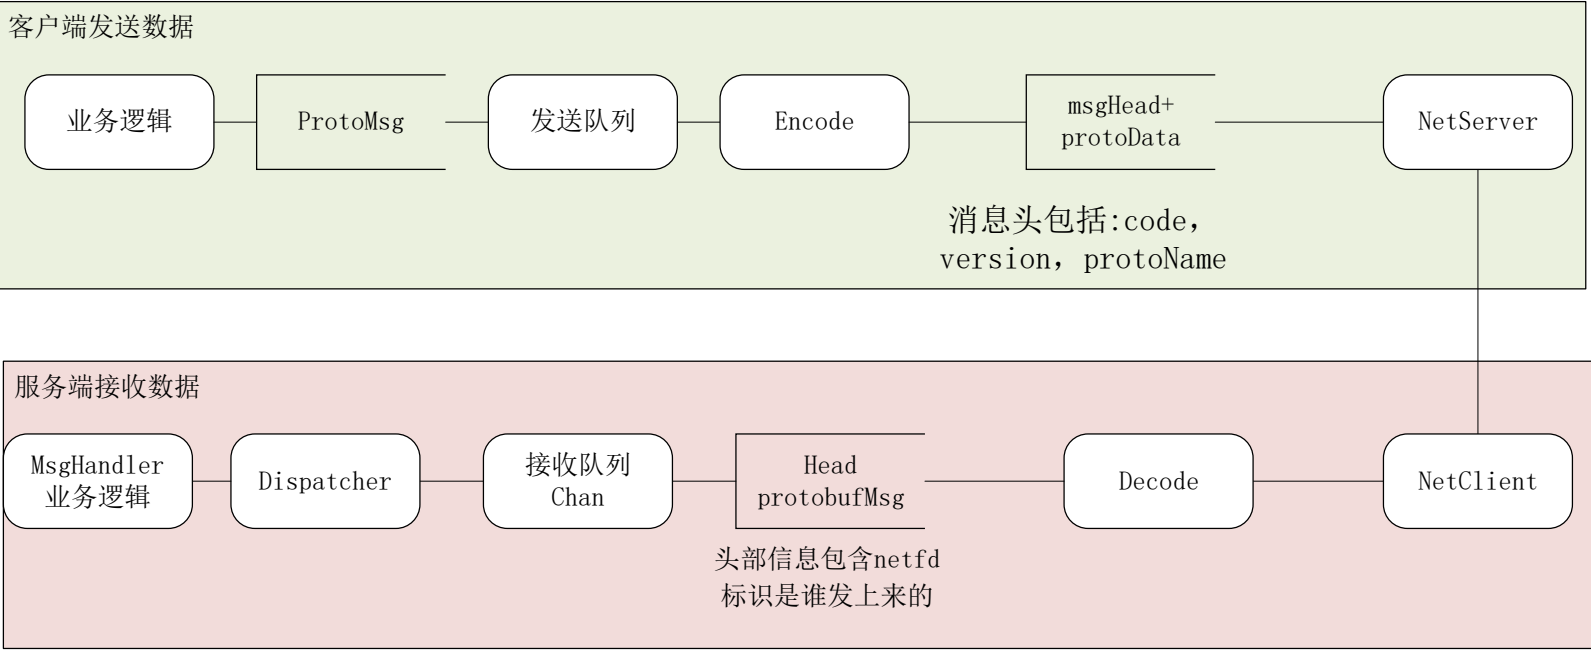 客户端发送数据
业务逻辑
ProtoMsg
发送队列
Encode
msgHead+
protoData
NetServer
消息头包括:code,
version, protoName
服务端接收数据
MsgHandler
业务逻辑
Dispatcher
接收队列
Chan
Head
protobufMsg
Decode
NetClient
头部信息包含netfd
标识是谁发上来的